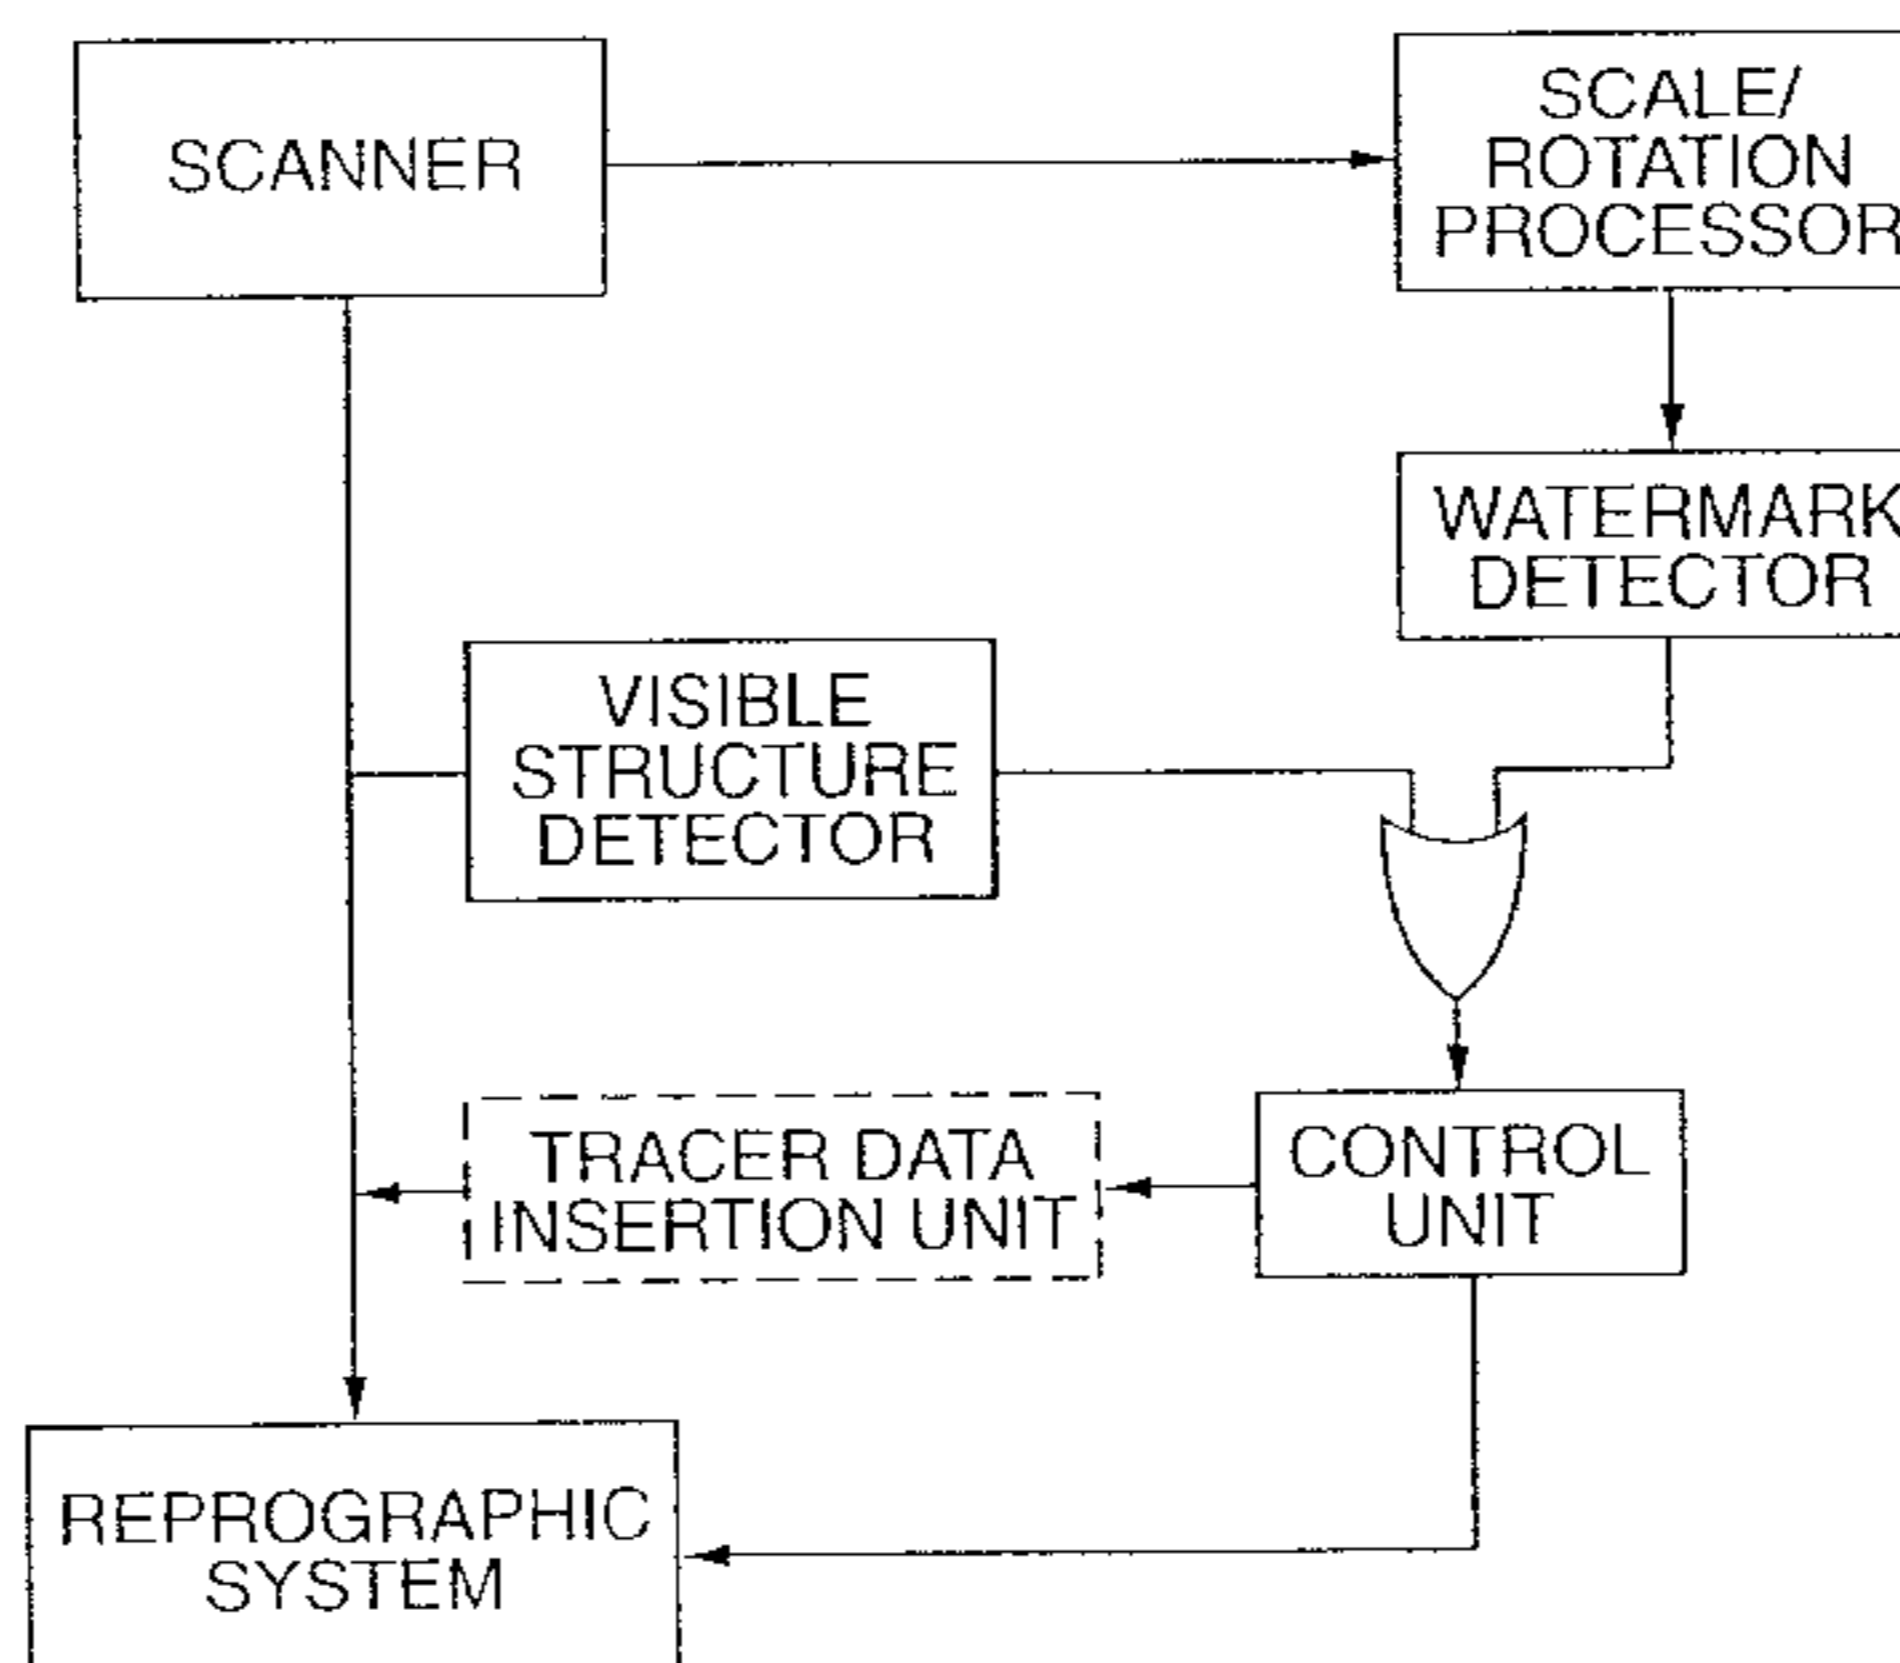 SCANNER
SCALE/
ROTATION
PROCESSOR
WATERMARK
DETECTOR
VISIBLE
STRUCTURE
DETECTOR
TRACER DATA
INSERTION UNIT
CONTROL
UNIT
REPROGRAPHIC
SYSTEM